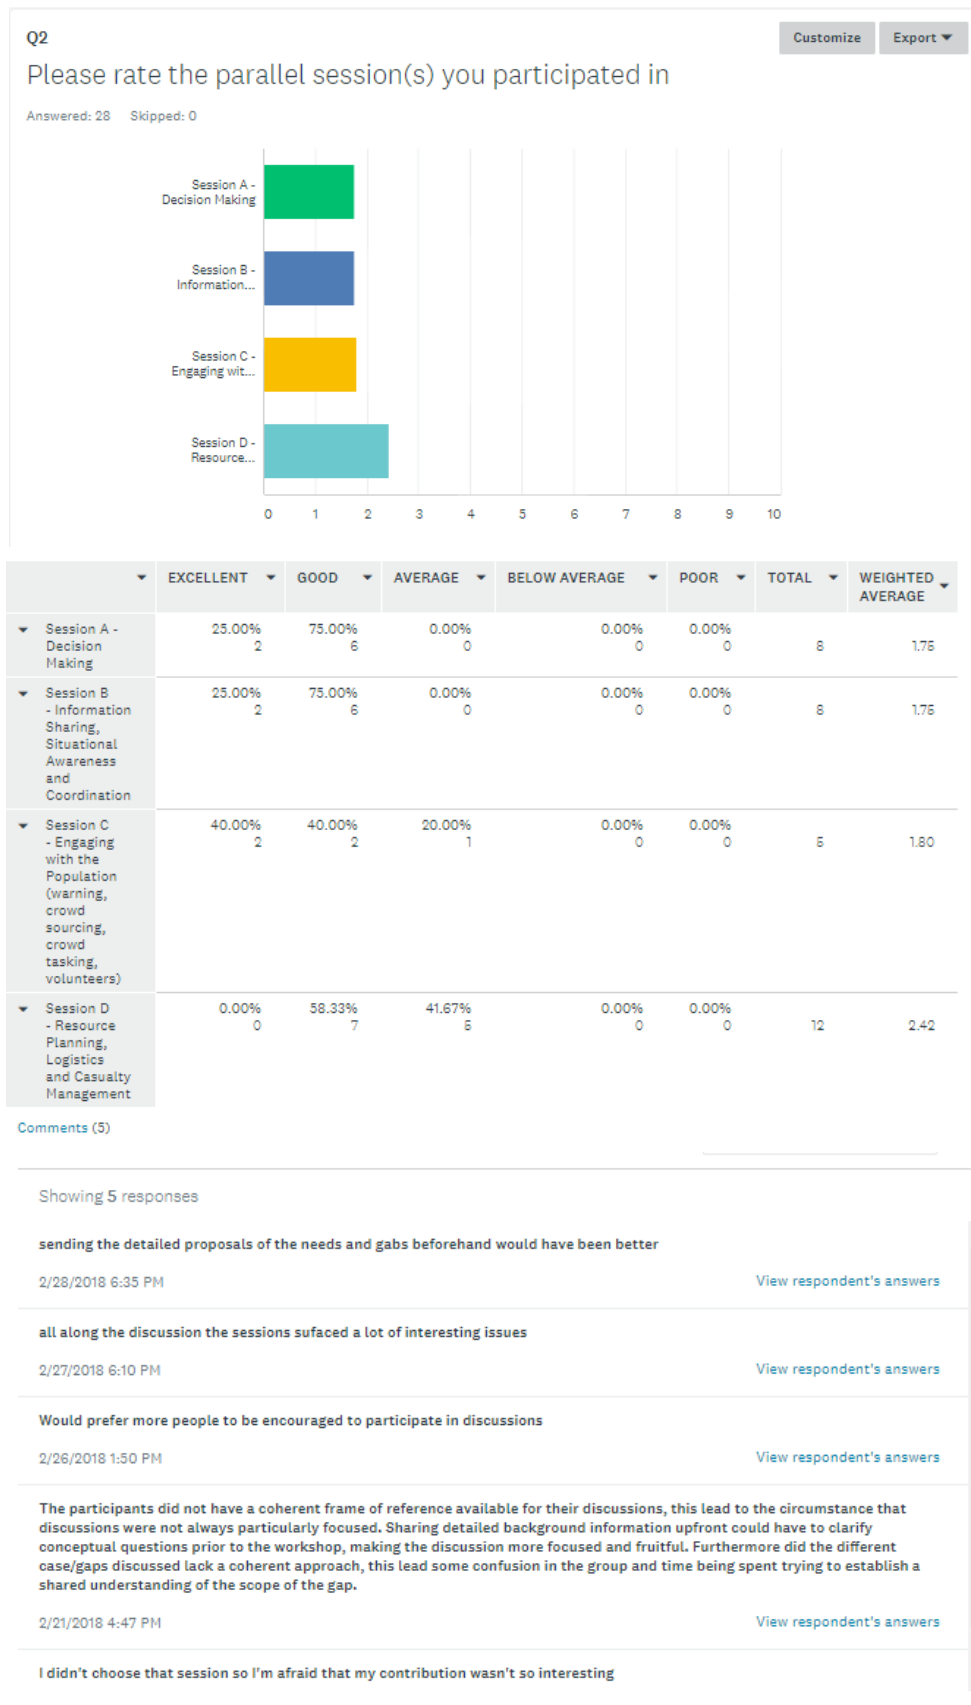 Q2
Customize
Export
Please rate the parallel session(s) you participated in
Answered: 28 Skipped: 0
Session A -
Decision Making
Session B -
Information...
Session C -
Engaging wit...
Session D -
Resource...
0 1 2 3 4 5 6 7 8 9 10
EXCELLENT GOOD AVERAGE BELOW AVERAGE POOR TOTAL WEIGHTED
AVERAGE
Session A - 25.00% 75.00% 0.00% 0.00% 0.00%
Decision 2 6 0 0 0 8 1.75
Making
Session B 25.00% 75.00% 0.00% 0.00% 0.00%
- Information 2 6 0 0 0 8 1.75
Sharing,
Situational
Awareness
and
Coordination
Session C 40.00% 40.00% 20.00% 0.00% 0.00%
- Engaging 2 2 1 0 0 5 1.80
with the
Population
(warning,
crowd
sourcing,
crowd
tasking,
volunteers)
Session D 0.00% 58.33% 41.67% 0.00% 0.00%
- Resource 0 7 5 0 0 12 2.42
Planning,
Logistics
and Casualty
Management
Comments (5)
Showing 5 responses
sending the detailed proposals of the needs and gabs beforehand would have been better
2/28/2018 6:35 PM View respondent's answers
all along the discussion the sessions sufaced a lot of interesting issues
2/27/2018 6:10 PM View respondent's answers
Would prefer more people to be encouraged to participate in discussions
2/26/2018 1:50 PM View respondent's answers
The participants did not have a coherent frame of reference available for their discussions, this lead to the circumstance that
discussions were not always particularly focused. Sharing detailed background information upfront could have to clarify
conceptual questions prior to the workshop, making the discussion more focused and fruitful. Furthermore did the different
case/gaps discussed lack a coherent approach, this lead some confusion in the group and time being spent trying to establish a
shared understanding of the scope of the gap.
2/21/2018 4:47 PM View respondent's answers
I didn't choose that session so I'm afraid that my contribution wasn't so interesting